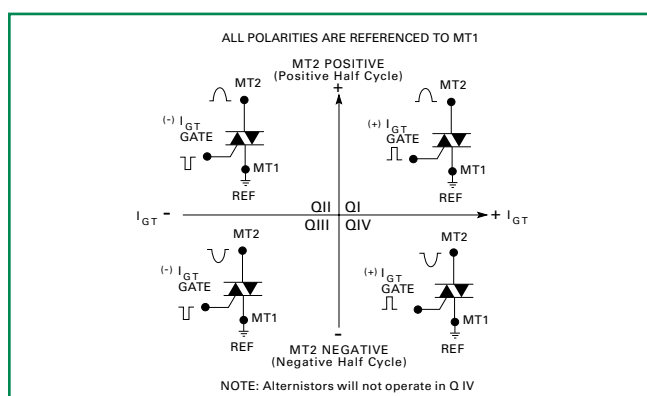 ALL POLARITIES ARE REFERENCED TO MT1
MT2 POSITIVE
(Positive Half Cycle)
+
MT2
(-) IGT
GATE
MT1
REF
MT2
(+) IGT
GATE
MT1
REF
IGT -
QII QI
QIII QIV
+ IGT
MT2
(-) IGT
GATE
MT1
REF
MT2
(+) IGT
GATE
MT1
REF
-
MT2 NEGATIVE
(Negative Half Cycle)
NOTE: Alternistors will not operate in Q IV